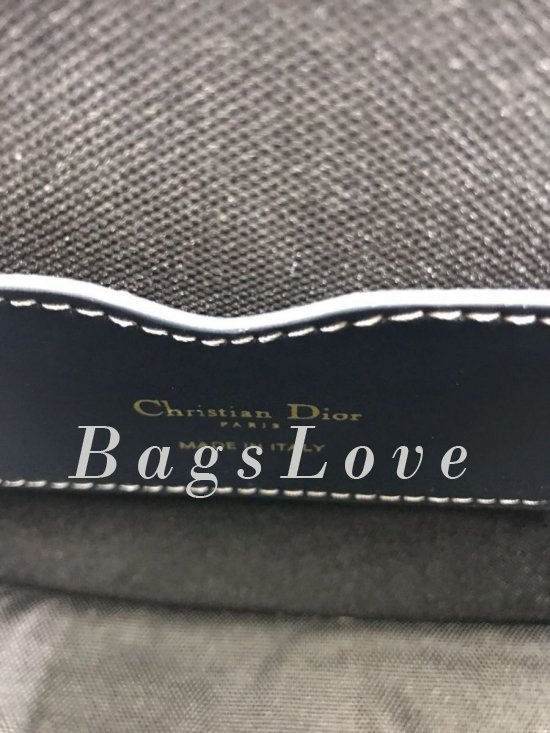 Christian Dior
PARIS
MADE IN ITALY
BagsLove